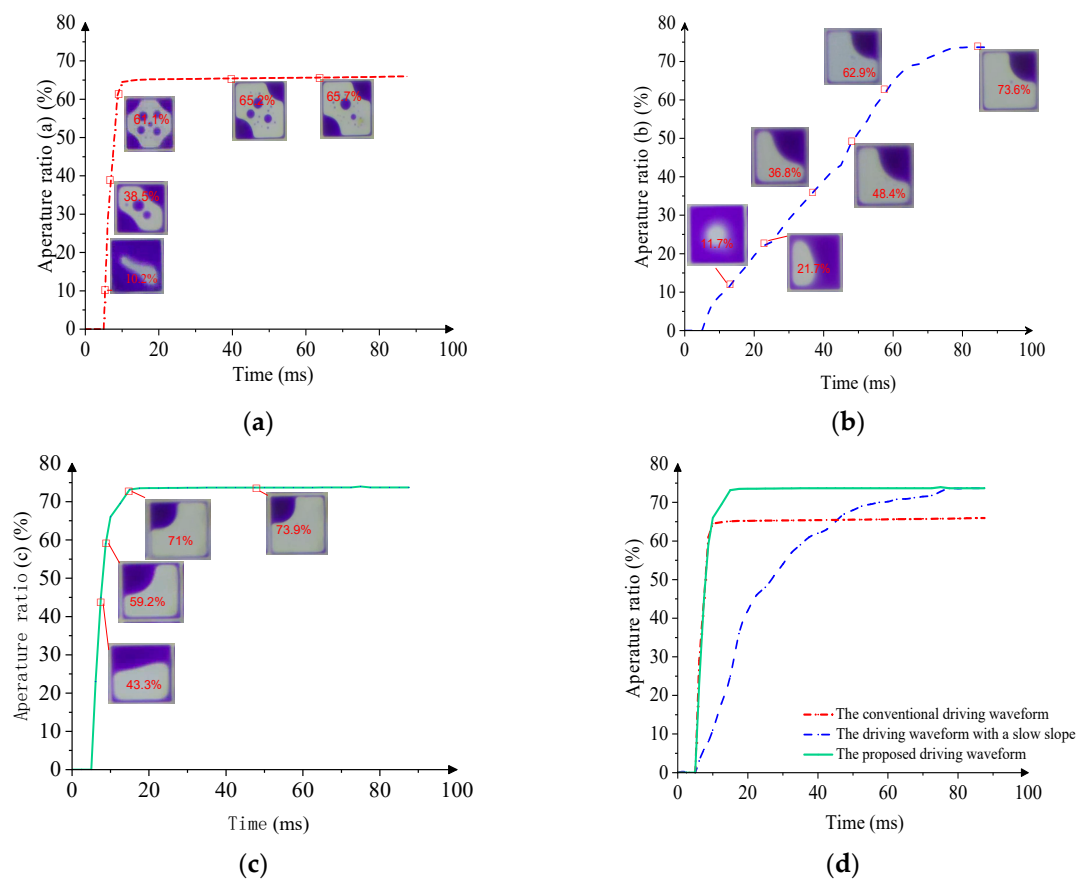 80
70
60
50
40
30
20
10
0
Aperature ratio (a) (%)
61.1%
65.2%
65.7%
38.5%
10.2%
0 20 40 60 80 100
Time (ms)
(a)
80
70
60
50
40
30
20
10
0
Aperature ratio (b) (%)
62.9%
73.6%
36.8%
48.4%
11.7%
21.7%
0 20 40 60 80 100
Time (ms)
(b)
80
70
60
50
40
30
20
10
0
Aperature ratio (c) (%)
71%
73.9%
59.2%
43.3%
0 20 40 60 80 100
Time (ms)
(c)
80
70
60
50
40
30
20
10
0
Aperature ratio (%)
The conventional driving waveform
The driving waveform with a slow slope
The proposed driving waveform
0 20 40 60 80 100
Time (ms)
(d)